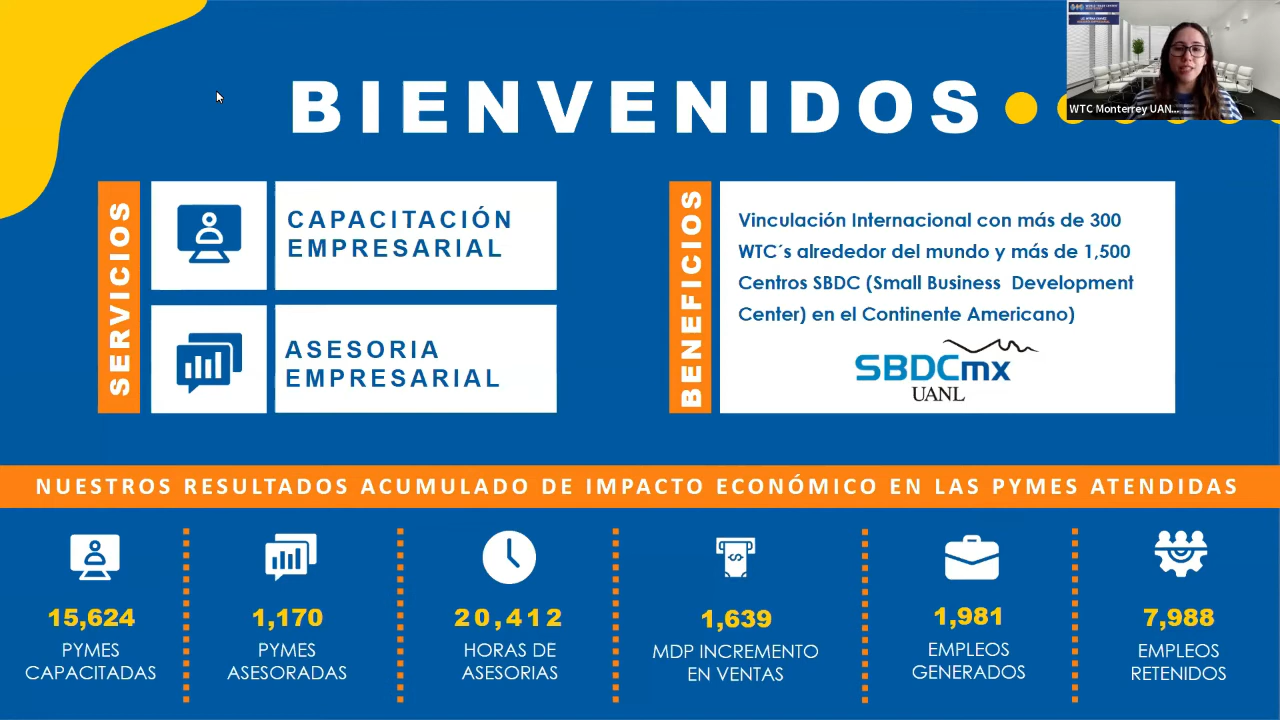 BIENVENIDOS
WTC Monterrey UAN...
SERVICIOS
CAPACITACIÓN
EMPRESARIAL
ASESORIA
EMPRESARIAL
BENEFICIOS
Vinculación Internacional con más de 300
WTC´s alrededor del mundo y más de 1,500
Centros SBDC (Small Business Development
Center) en el Continente Americano)
SBDCmx
UANL
NUESTROS RESULTADOS ACUMULADO DE IMPACTO ECONÓMICO EN LAS PYMES ATENDIDAS
15,624
PYMES
CAPACITADAS
1,170
PYMES
ASESORADAS
20,412
HORAS DE
ASESORIAS
1,639
MDP INCREMENTO
EN VENTAS
1,981
EMPLEOS
GENERADOS
7,988
EMPLEOS
RETENIDOS